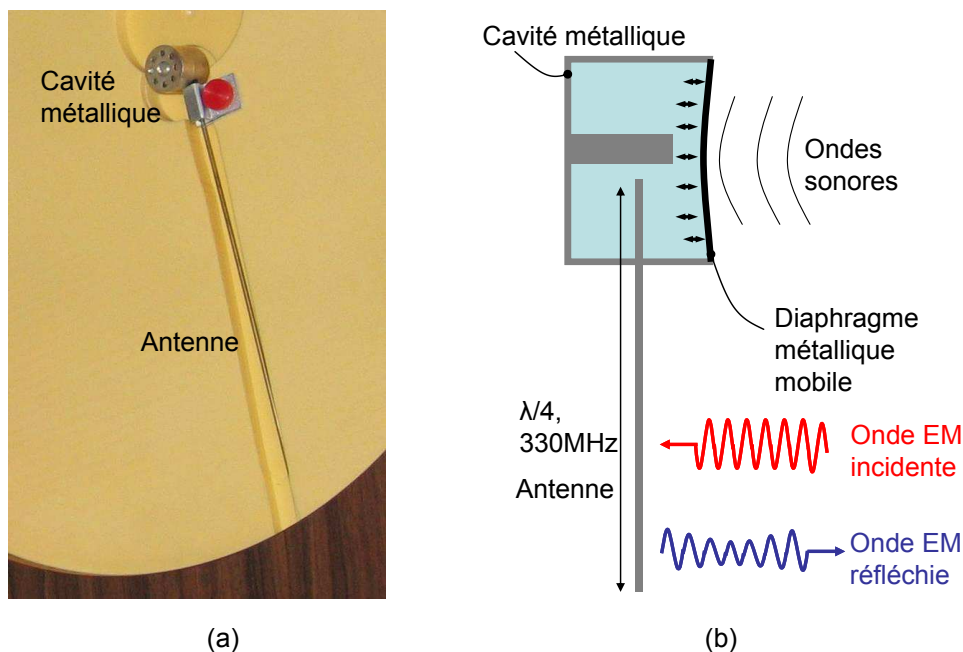 Cavité
métallique
Antenne
(a)
Cavité métallique
Ondes
sonores
Diaphragme
métallique
mobile
λ/4,
330MHz
Antenne
Onde EM
incidente
Onde EM
réfléchie
(b)